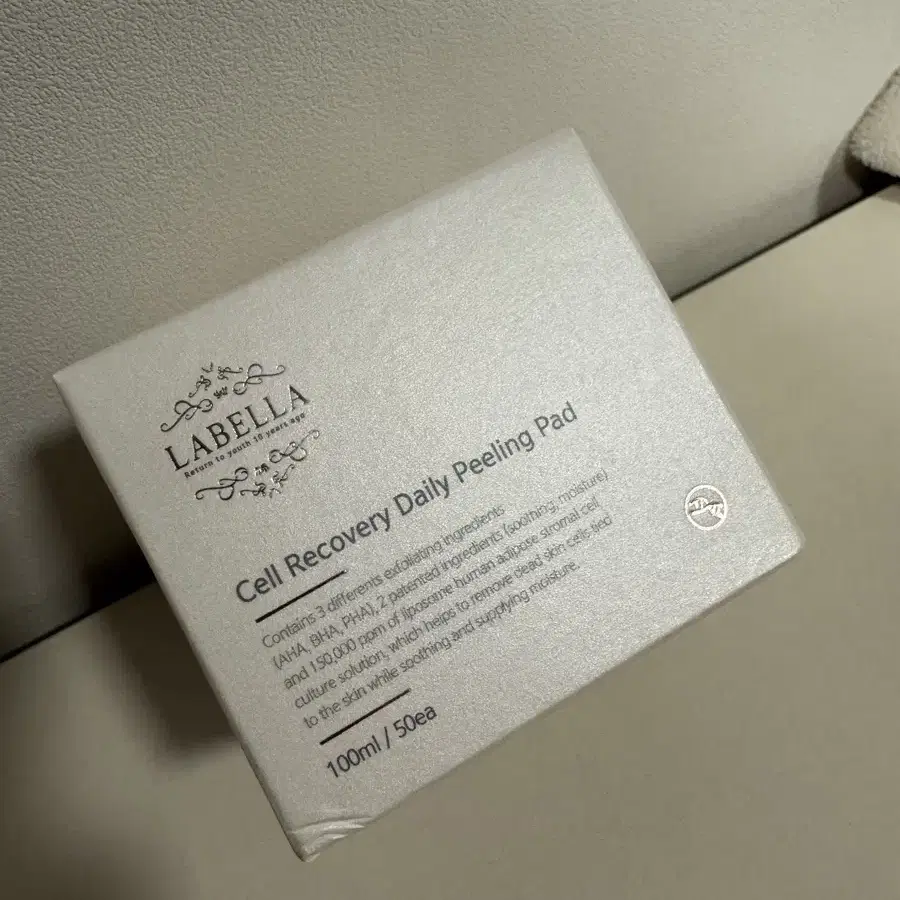 LABELLA
Return to youth 10 years ago
Cell Recovery Daily Peeling Pad
Contains 3 differents exfoliating ingredients
(AHA, BHA, PHA), 2 patented ingredients (soothing, moisture)
and 150,000 ppm of liposome human adipose stromal cell
culture solution, which helps to remove dead skin cells tied
to the skin while soothing and supplying moisture.
100ml / 50ea